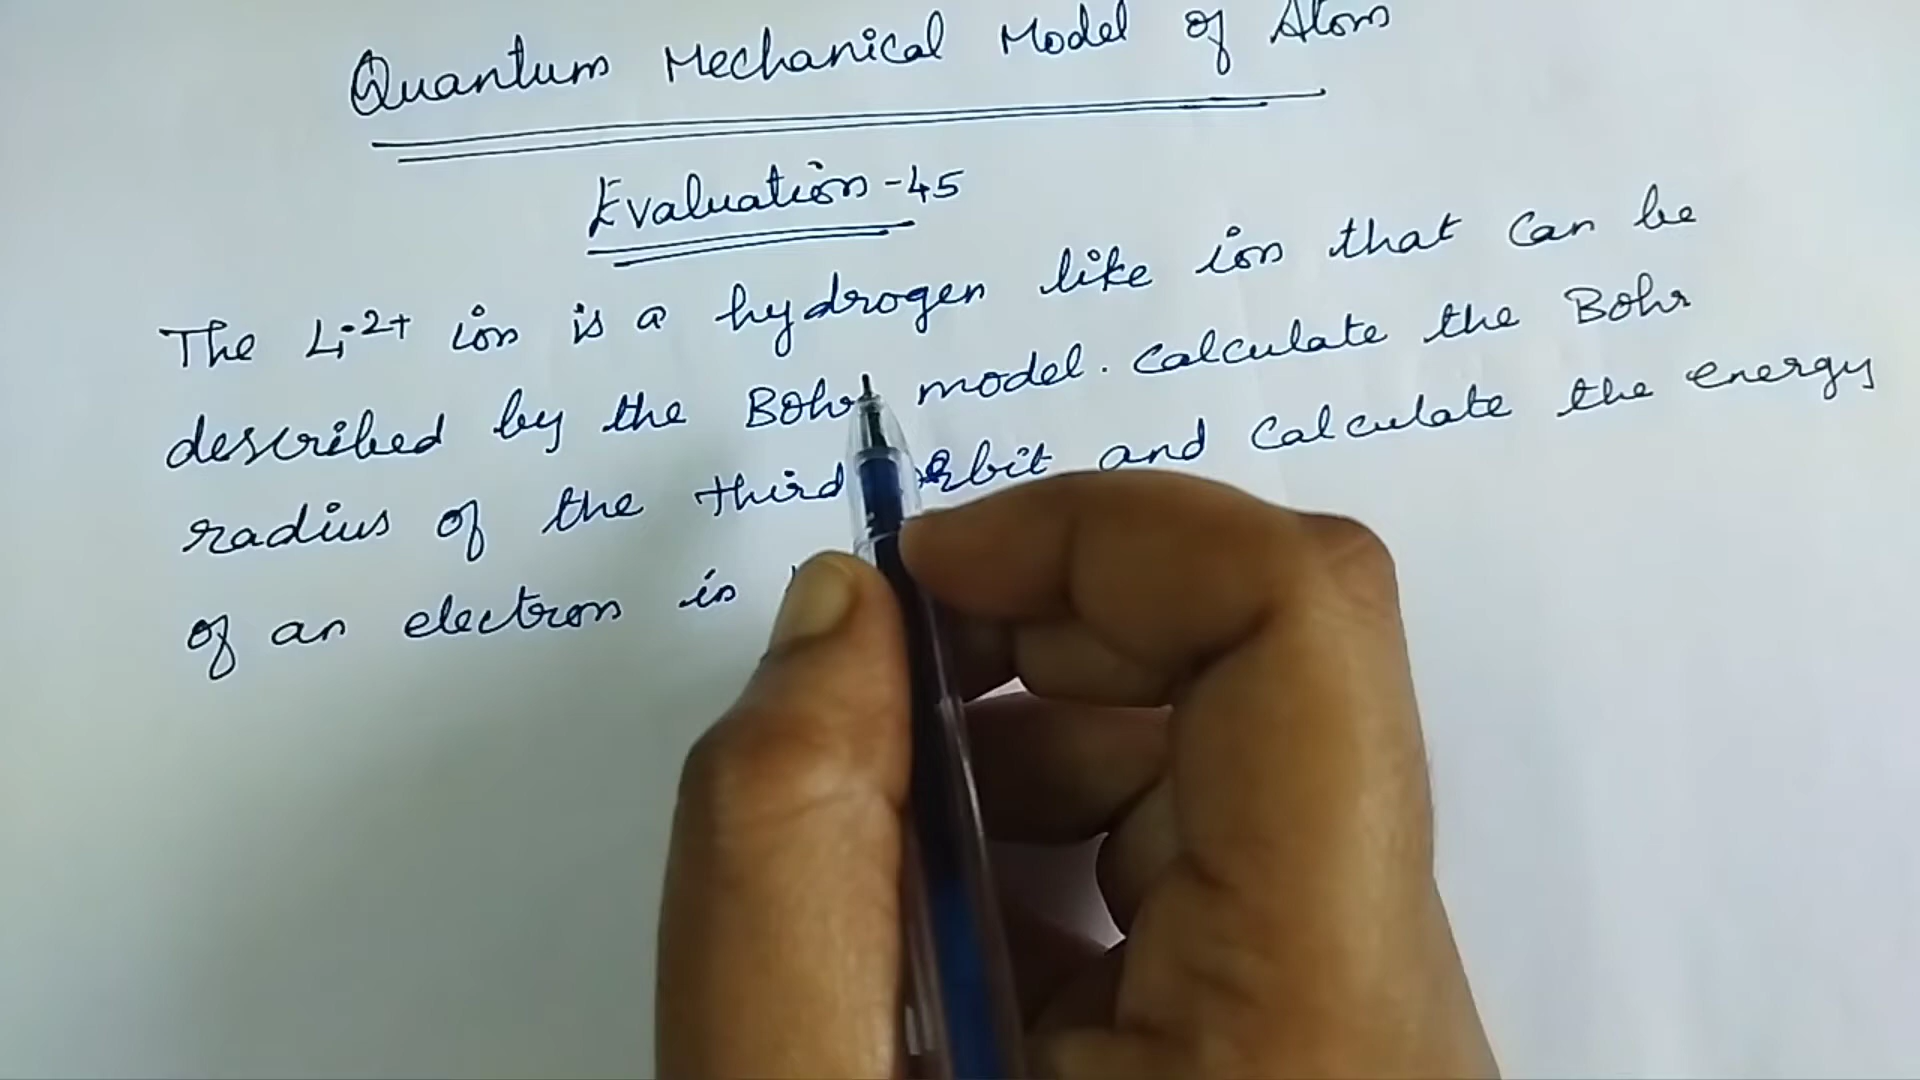 Quantum Mechanical Model of Atom
Evaluation-45
The Li2+ ion is a hydrogen like ion that can be
described by the Bohr model. Calculate the Bohr
radius of the third orbit and calculate the energy
of an electron in